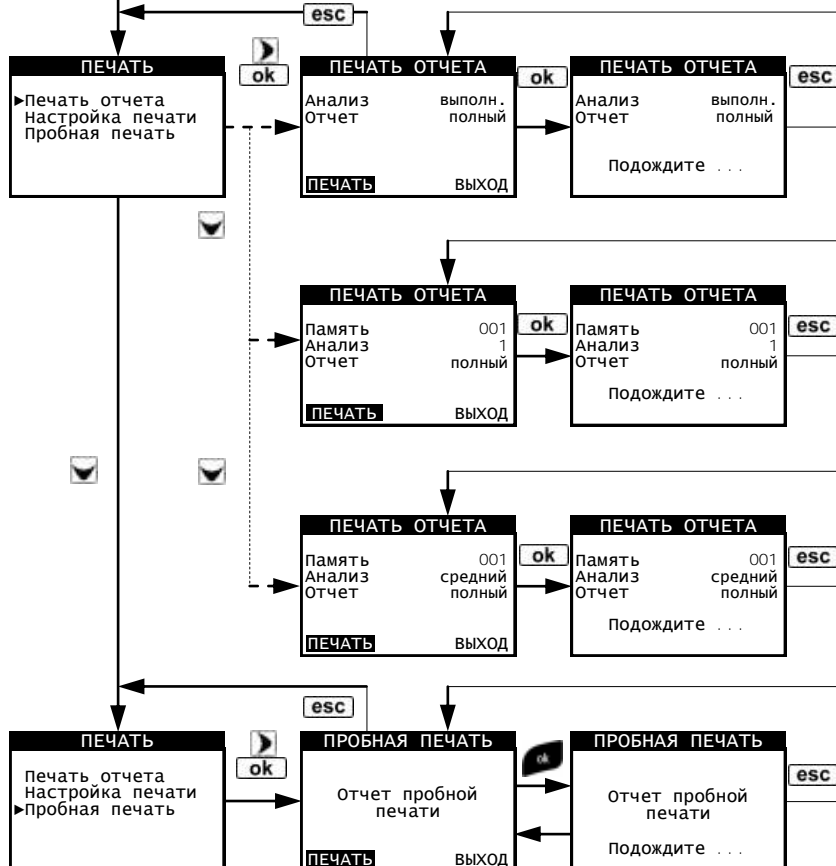 esc
ПЕЧАТЬ
►Печать отчета
Настройка печати
Пробная печать
ok
ПЕЧАТЬ ОТЧЕТА
Анализ выполн.
Отчет полный
ПЕЧАТЬ ВЫХОД
ok
ПЕЧАТЬ ОТЧЕТА
Анализ выполн.
Отчет полный
Подождите ...
esc
ПЕЧАТЬ ОТЧЕТА
Память 001
Анализ 1
Отчет полный
ПЕЧАТЬ ВЫХОД
ok
ПЕЧАТЬ ОТЧЕТА
Память 001
Анализ 1
Отчет полный
Подождите ...
esc
ПЕЧАТЬ ОТЧЕТА
Память 001
Анализ средний
Отчет полный
ПЕЧАТЬ ВЫХОД
ok
ПЕЧАТЬ ОТЧЕТА
Память 001
Анализ средний
Отчет полный
Подождите ...
esc
esc
ПЕЧАТЬ
Печать отчета
Настройка печати
►Пробная печать
ok
ПРОБНАЯ ПЕЧАТЬ
Отчет пробной
печати
ПЕЧАТЬ ВЫХОД
ok
ПРОБНАЯ ПЕЧАТЬ
Отчет пробной
печати
Подождите ...
esc